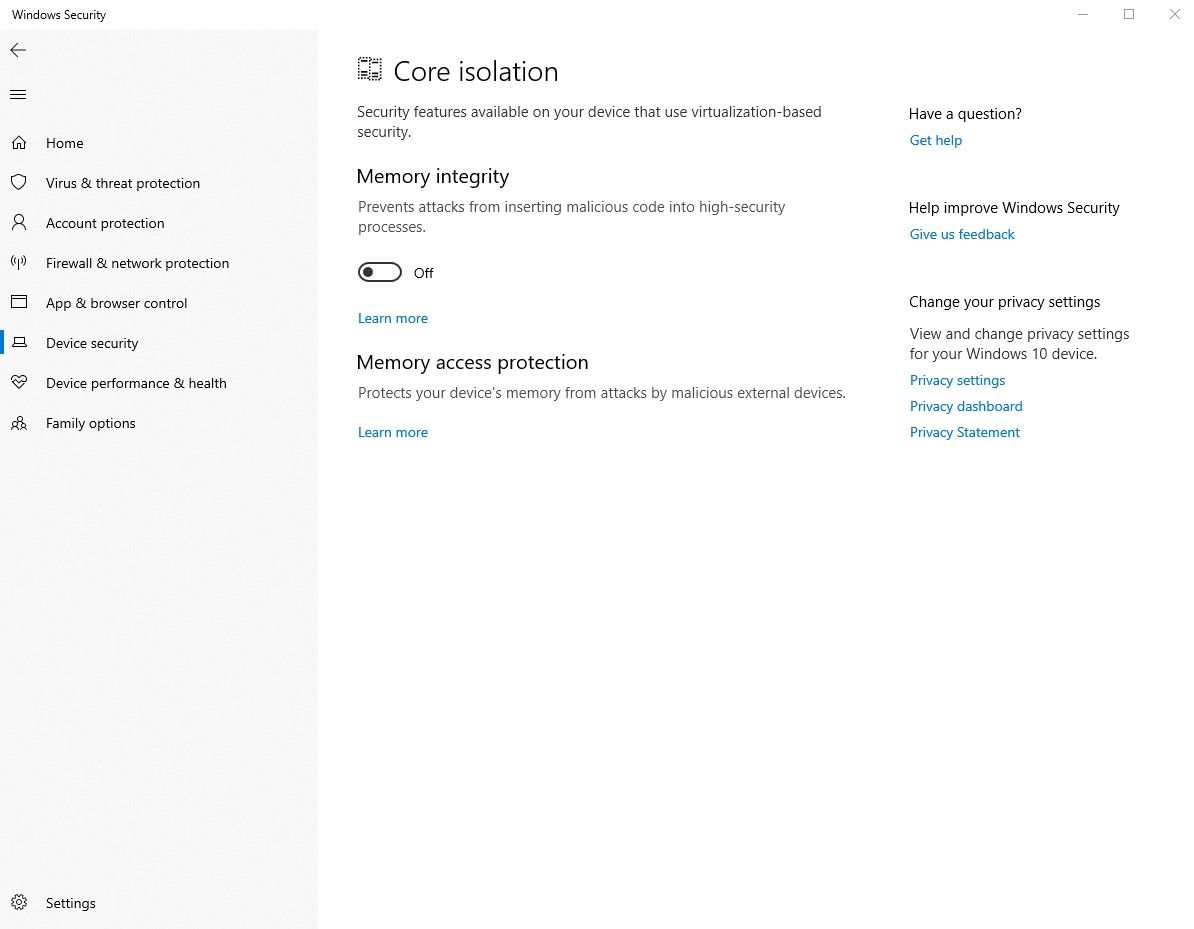 Windows Security
Home
Virus & threat protection
Account protection
Firewall & network protection
App & browser control
Device security
Device performance & health
Family options
Settings
Core isolation
Security features available on your device that use virtualization-based
security.
Memory integrity
Prevents attacks from inserting malicious code into high-security
processes.
Off
Learn more
Memory access protection
Protects your device's memory from attacks by malicious external devices.
Learn more
Have a question?
Get help
Help improve Windows Security
Give us feedback
Change your privacy settings
View and change privacy settings
for your Windows 10 device.
Privacy settings
Privacy dashboard
Privacy Statement